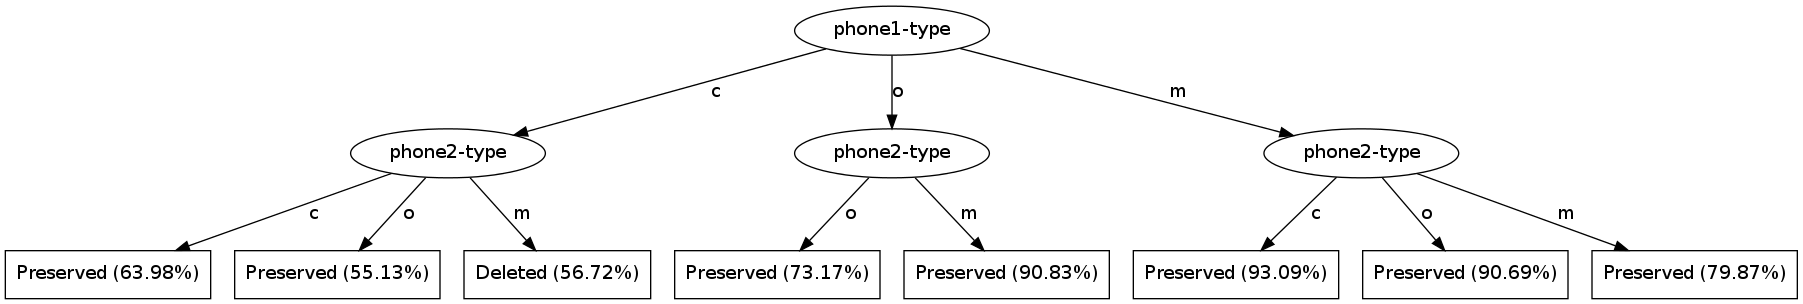 phone1-type
c
o
m
phone2-type
phone2-type
phone2-type
c
o
m
o
m
c
o
m
Preserved (63.98%)
Preserved (55.13%)
Deleted (56.72%)
Preserved (73.17%)
Preserved (90.83%)
Preserved (93.09%)
Preserved (90.69%)
Preserved (79.87%)